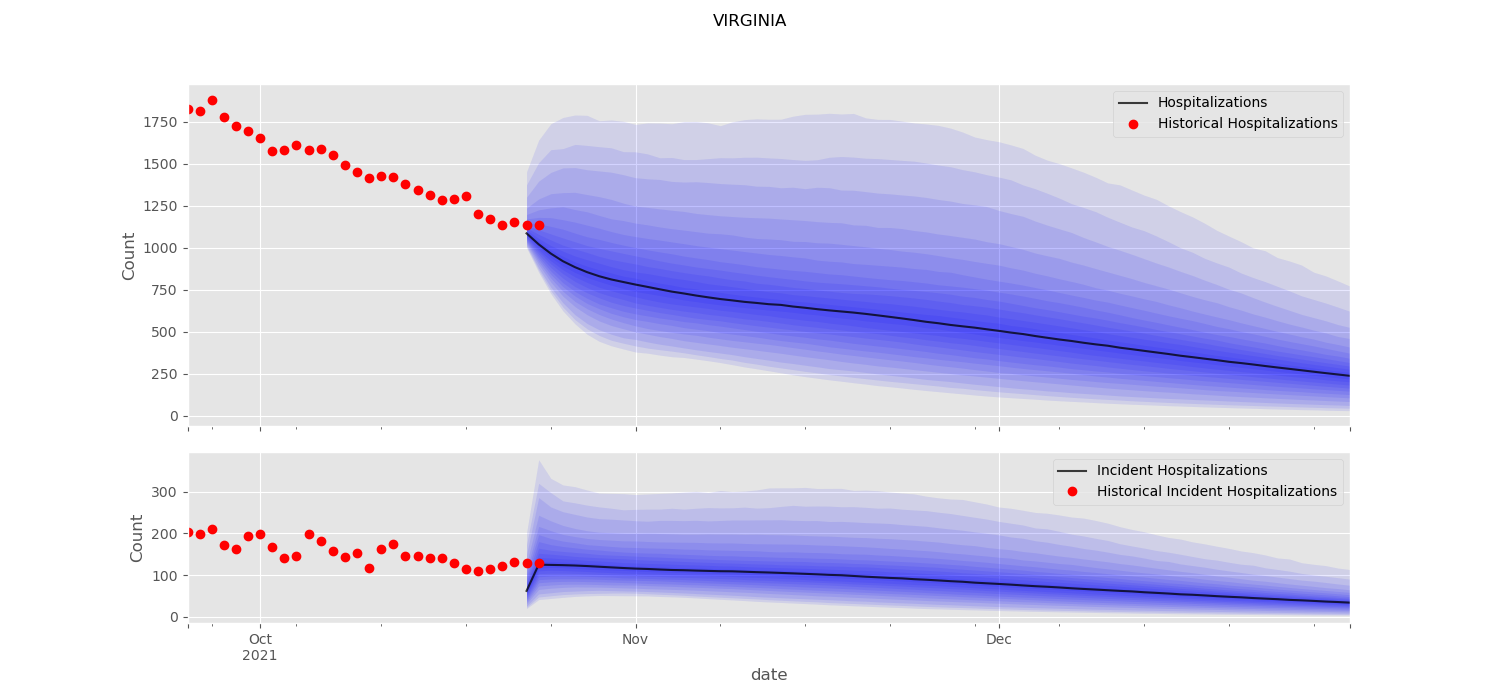 VIRGINIA
Count
1750
1500
1250
1000
750
500
250
0
Hospitalizations
Historical Hospitalizations
Count
300
200
100
0
Incident Hospitalizations
Historical Incident Hospitalizations
Oct
2021
Nov
Dec
date